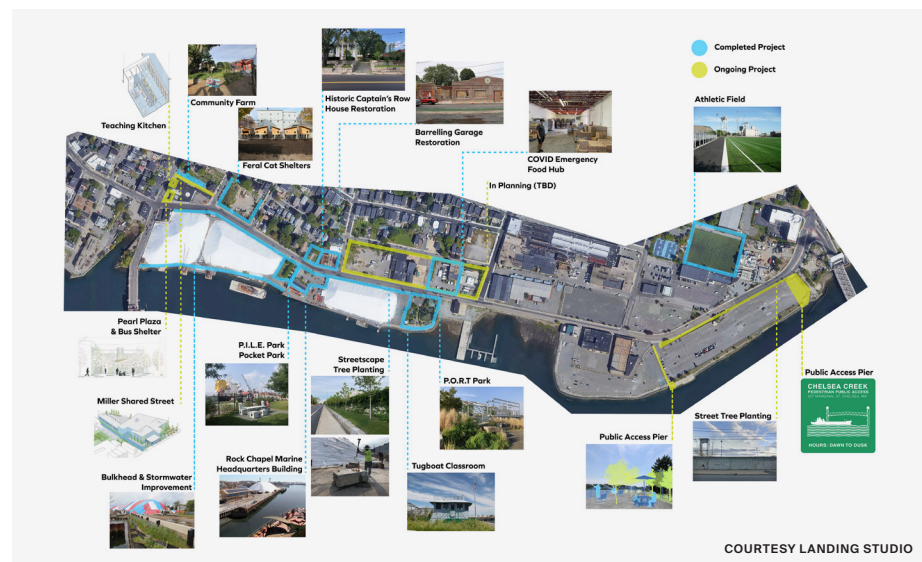 Completed Project
Ongoing Project
Teaching Kitchen
Community Farm
Feral Cat Shelters
Historic Captain's Row
House Restoration
Barrelling Garage
Restoration
COVID Emergency
Food Hub
In Planning (TBD)
Athletic Field
Pearl Plaza
& Bus Shelter
Miller Shared Street
Bulkhead & Stormwater
Improvement
P.I.L.E. Park
Pocket Park
Rock Chapel Marine
Headquarters Building
Streetscape
Tree Planting
Tugboat Classroom
P.O.R.T Park
Public Access Pier
Street Tree Planting
Public Access Pier
CHELSEA CREEK
PEDESTRIAN PUBLIC ACCESS
HOURS: DAWN TO DUSK
COURTESY LANDING STUDIO